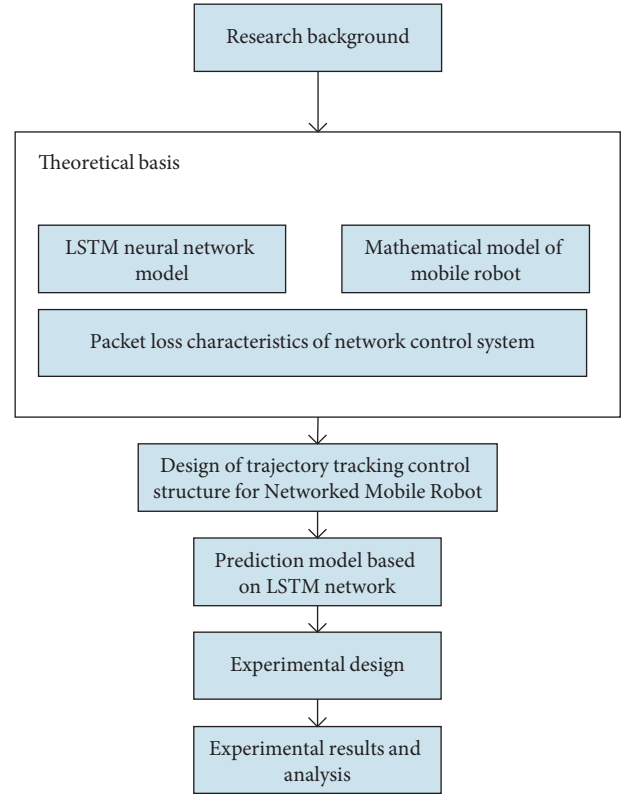 Research background
Theoretical basis
LSTM neural network
model
Mathematical model of
mobile robot
Packet loss characteristics of network control system
Design of trajectory tracking control
structure for Networked Mobile Robot
Prediction model based
on LSTM network
Experimental design
Experimental results and
analysis